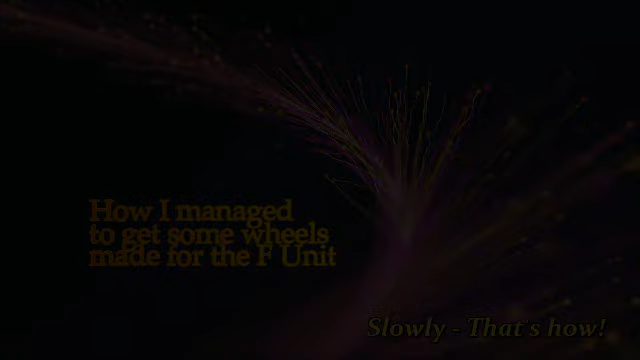 How I managed
to get some wheels
made for the F Unit
Slowly - That's how!